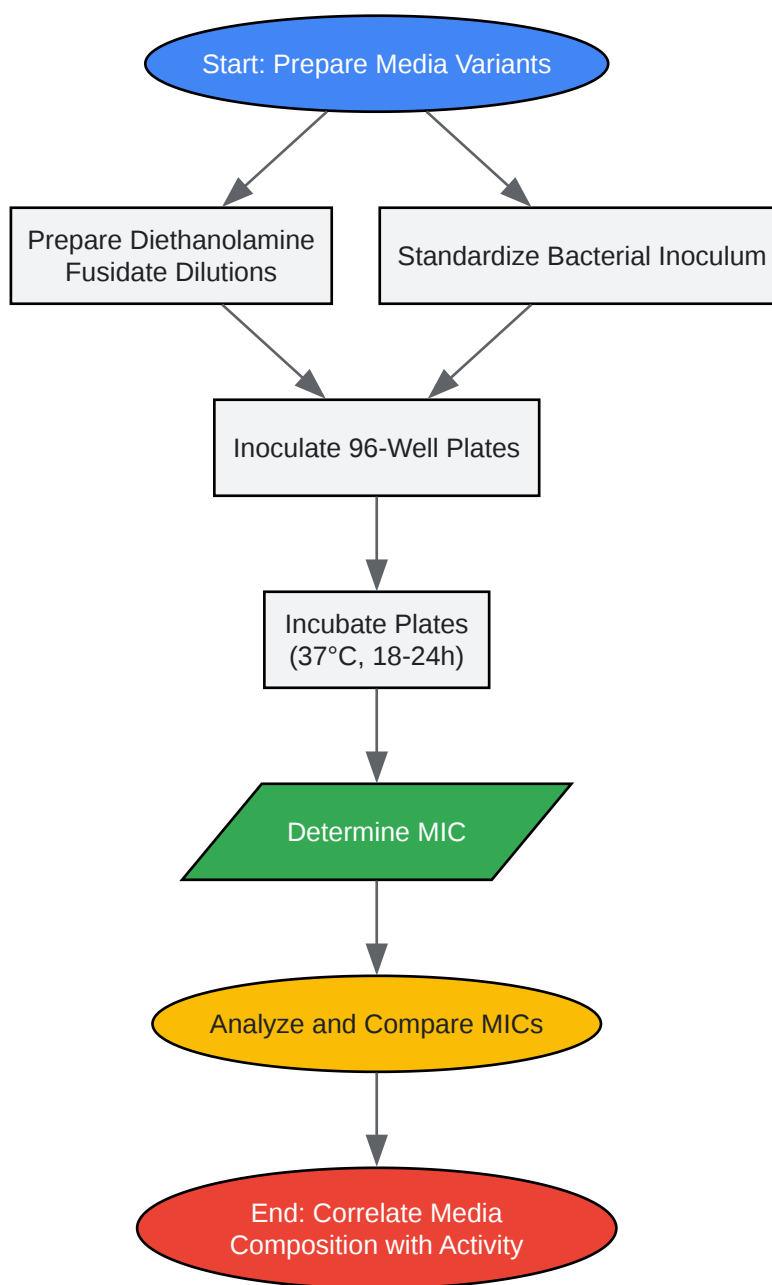 Start: Prepare Media Variants
Prepare Diethanolamine
Fusidate Dilutions
Standardize Bacterial Inoculum
Inoculate 96-Well Plates
Incubate Plates
(37°C, 18-24h)
Determine MIC
Analyze and Compare MICs
End: Correlate Media
Composition with Activity